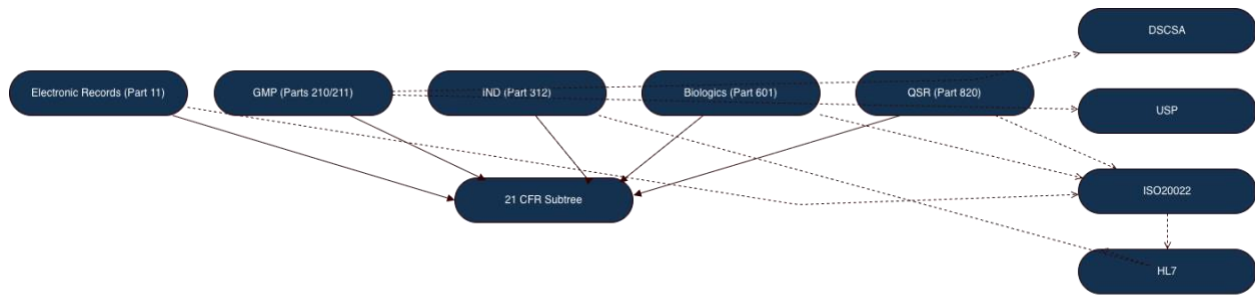 DSCSA
Electronic Records (Part 11)
GMP (Parts 210/211)
IND (Part 312)
Biologics (Part 601)
QSR (Part 820)
USP
21 CFR Subtree
ISO20022
HL7